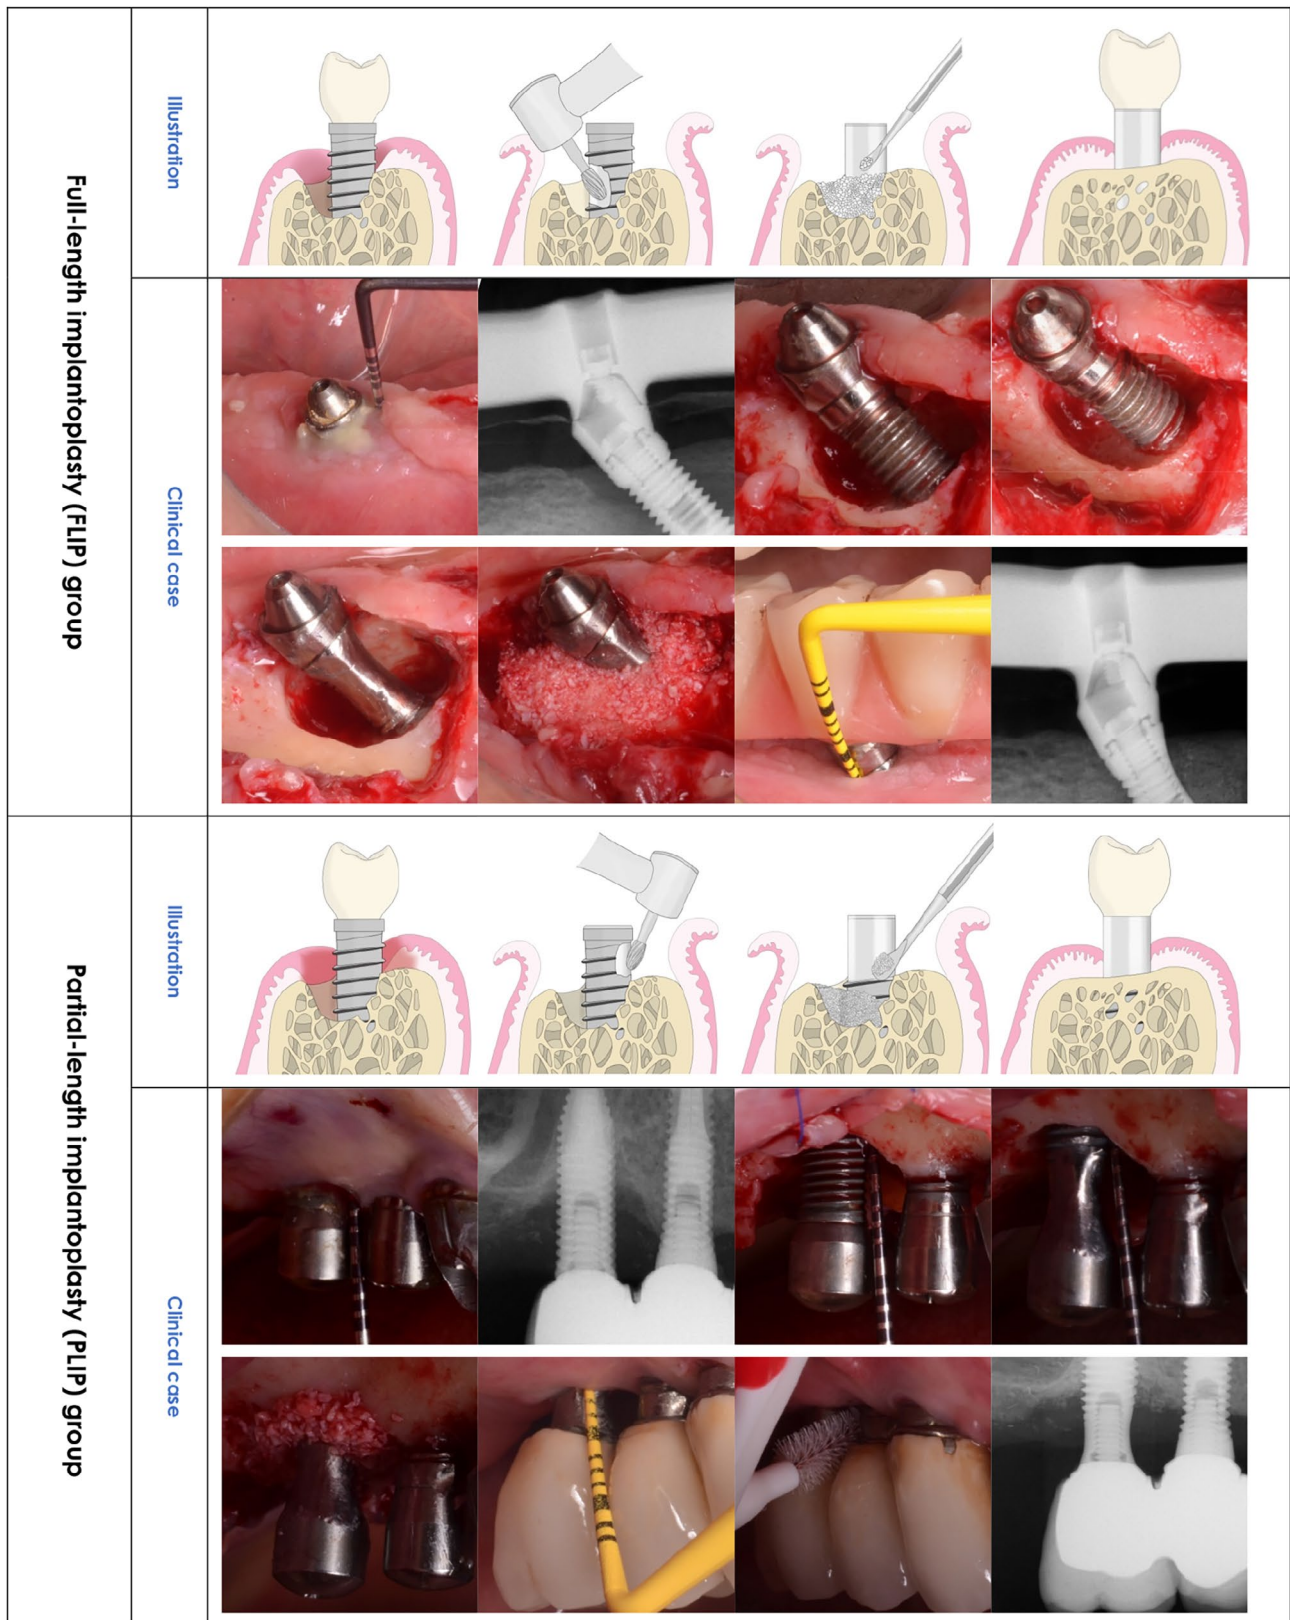 Full-length implantoplasty (FLIP) group
Illustration
Clinical case
Partial-length implantoplasty (PLIP) group
Illustration
Clinical case